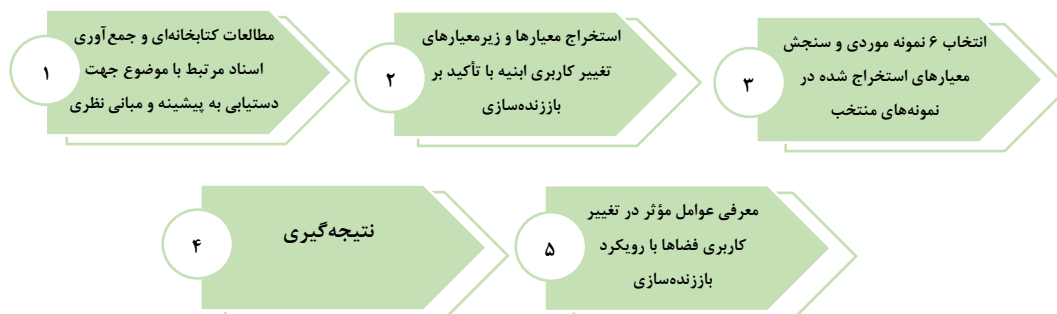 ۱
مطالعات کتابخانه‌ای و جمع‌آوری
اسناد مرتبط با موضوع جهت
دستیابی به پیشینه و مبانی نظری
۲
استخراج معیارها و زیرمعیارهای
تغییر کاربری ابنیه با تأکید بر
باززنده‌سازی
۳
انتخاب ۶ نمونه موردی و سنجش
معیارهای استخراج شده در
نمونه‌های منتخب
۴
نتیجه‌گیری
۵
معرفی عوامل مؤثر در تغییر
کاربری فضاها با رویکرد
باززنده‌سازی